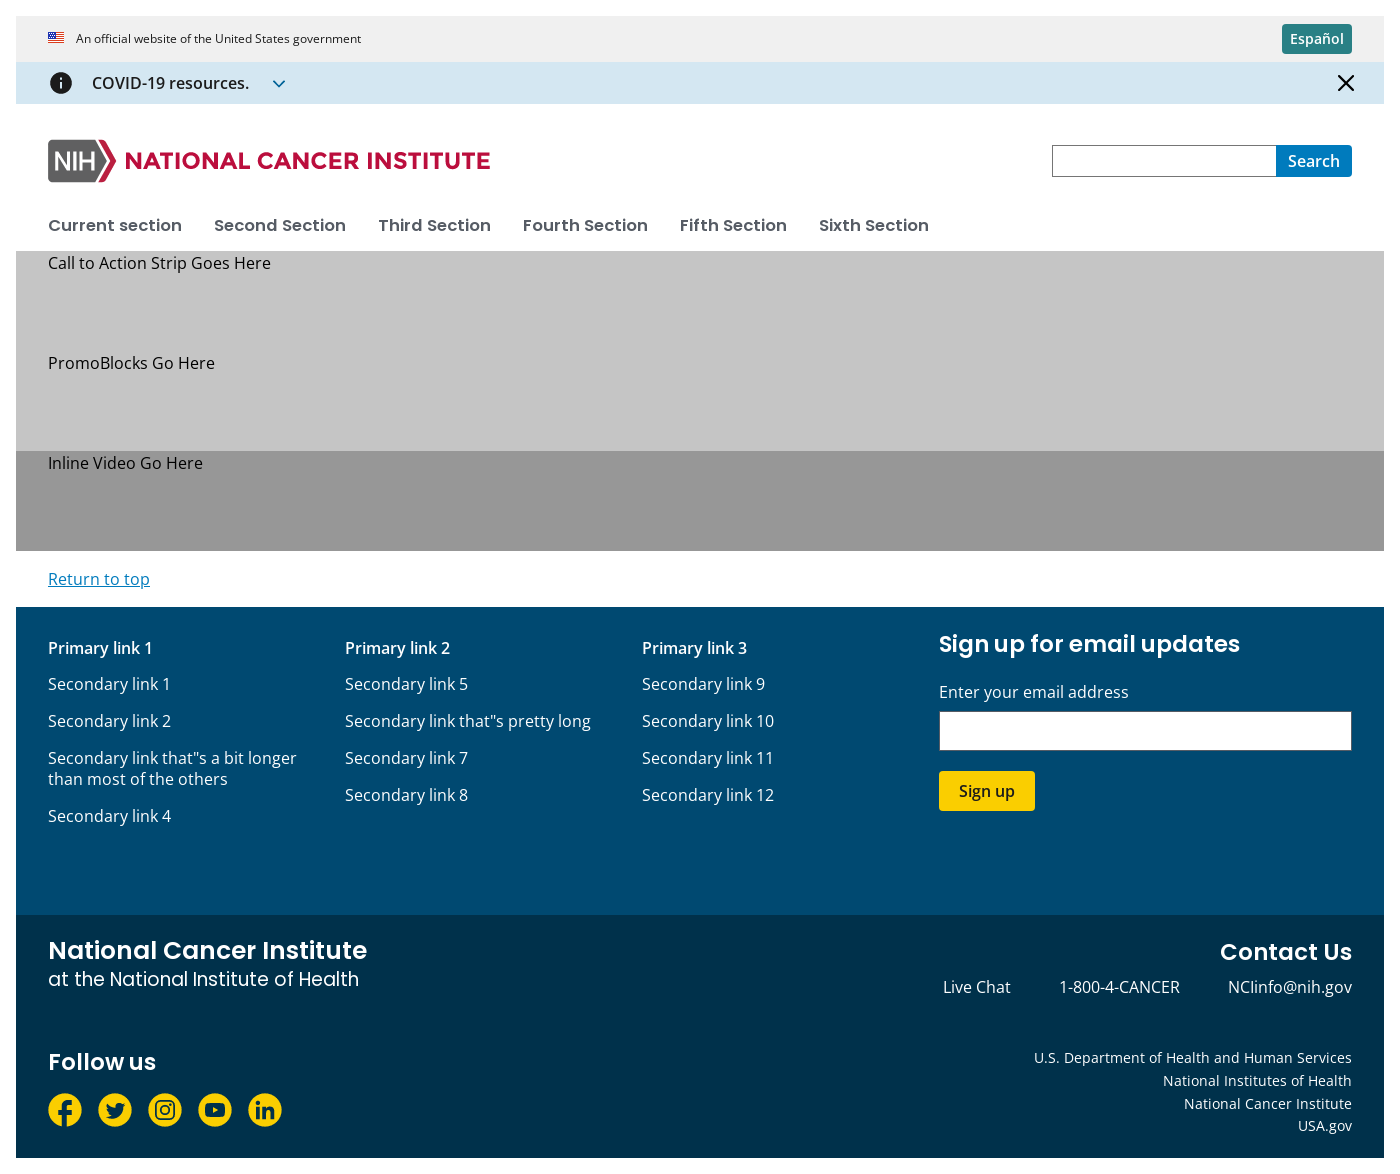 An official website of the United States government
Español
COVID-19 resources.
NIH NATIONAL CANCER INSTITUTE
Search
Current section Second Section Third Section Fourth Section Fifth Section Sixth Section
Call to Action Strip Goes Here
PromoBlocks Go Here
Inline Video Go Here
Return to top
Primary link 1
Secondary link 1
Secondary link 2
Secondary link that"s a bit longer
than most of the others
Secondary link 4
Primary link 2
Secondary link 5
Secondary link that"s pretty long
Secondary link 7
Secondary link 8
Primary link 3
Secondary link 9
Secondary link 10
Secondary link 11
Secondary link 12
Sign up for email updates
Enter your email address
Sign up
National Cancer Institute
at the National Institute of Health
Contact Us
Live Chat 1-800-4-CANCER NCIinfo@nih.gov
Follow us
U.S. Department of Health and Human Services
National Institutes of Health
National Cancer Institute
USA.gov